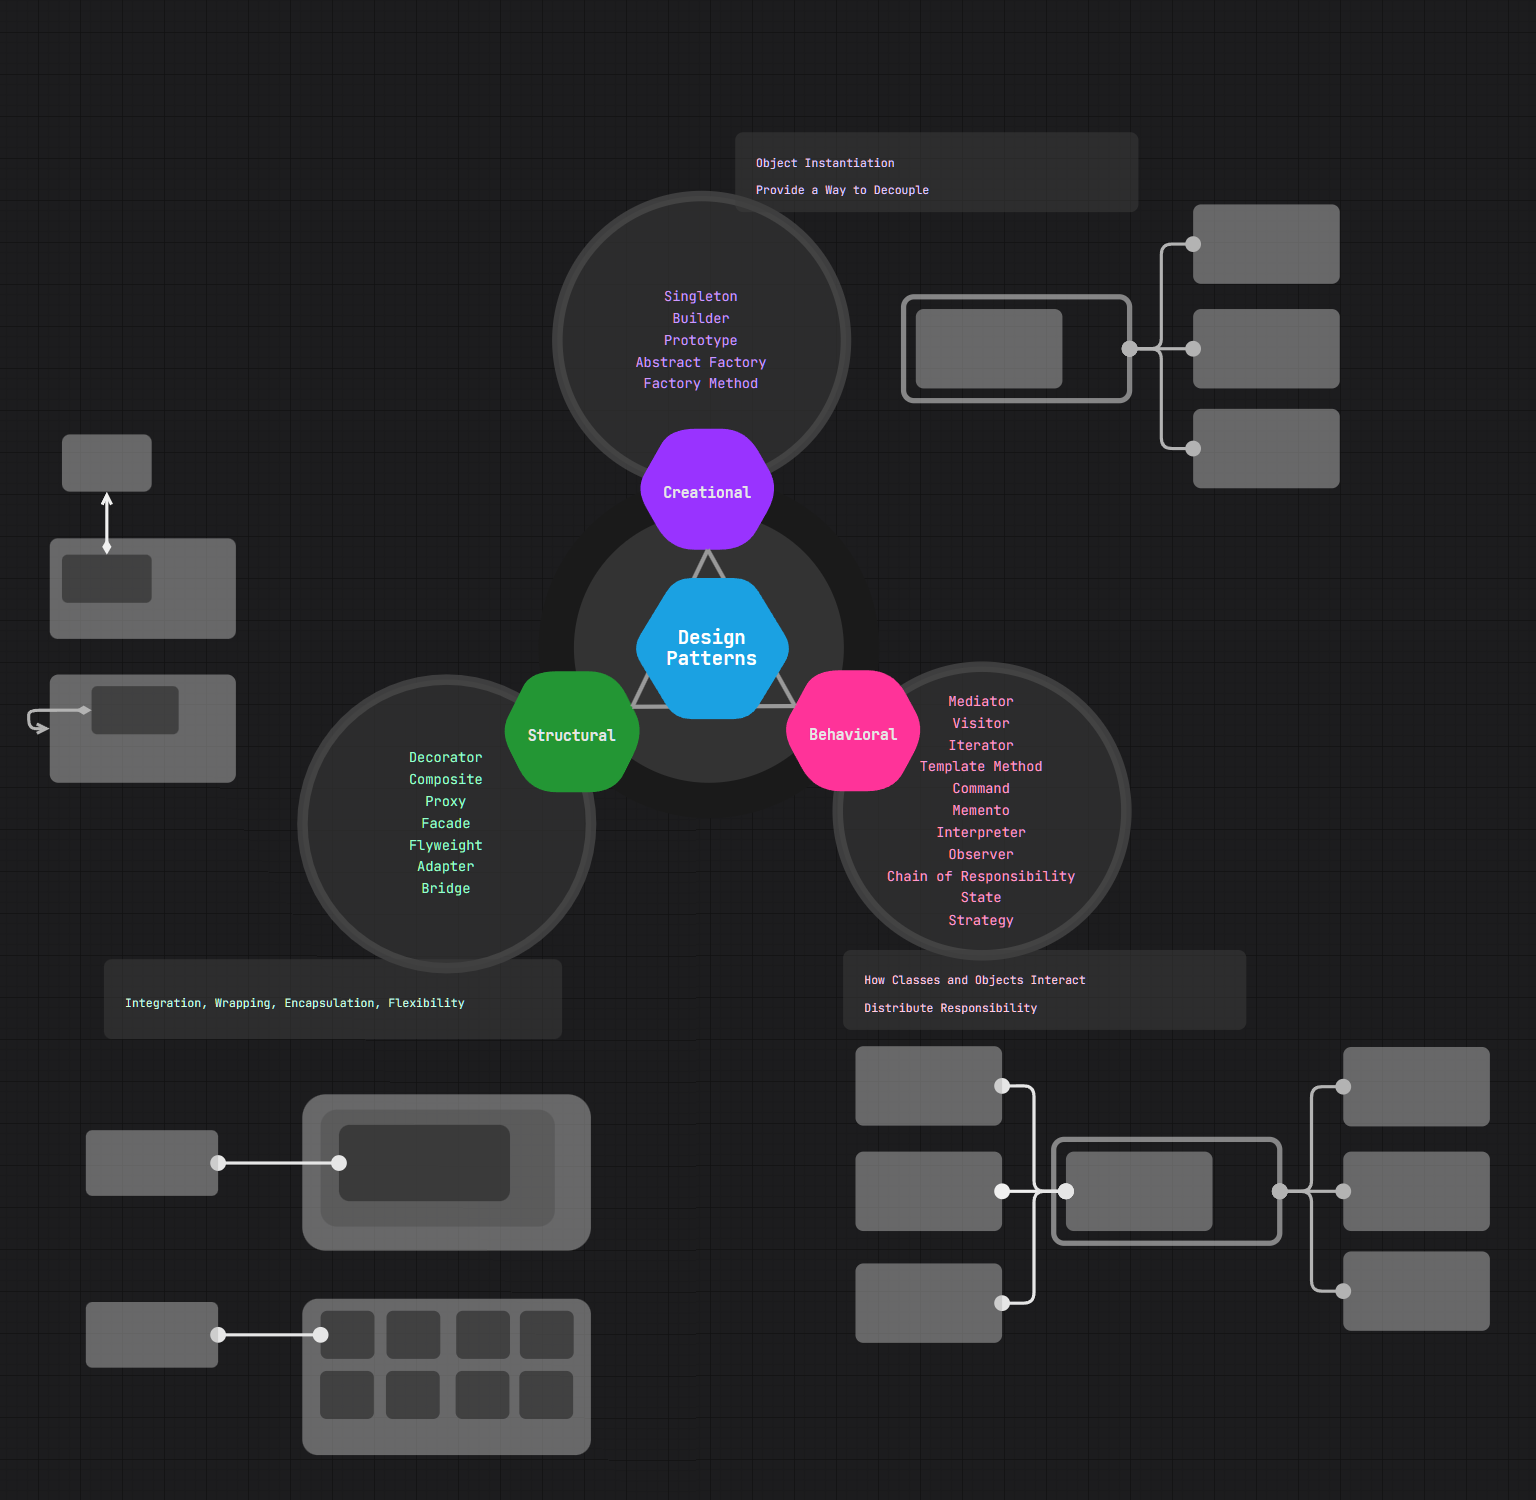 Object Instantiation
Provide a Way to Decouple
Singleton
Builder
Prototype
Abstract Factory
Factory Method
Creational
Design
Patterns
Structural
Behavioral
Decorator
Composite
Proxy
Facade
Flyweight
Adapter
Bridge
Mediator
Visitor
Iterator
Template Method
Command
Memento
Interpreter
Observer
Chain of Responsibility
State
Strategy
Integration, Wrapping, Encapsulation, Flexibility
How Classes and Objects Interact
Distribute Responsibility